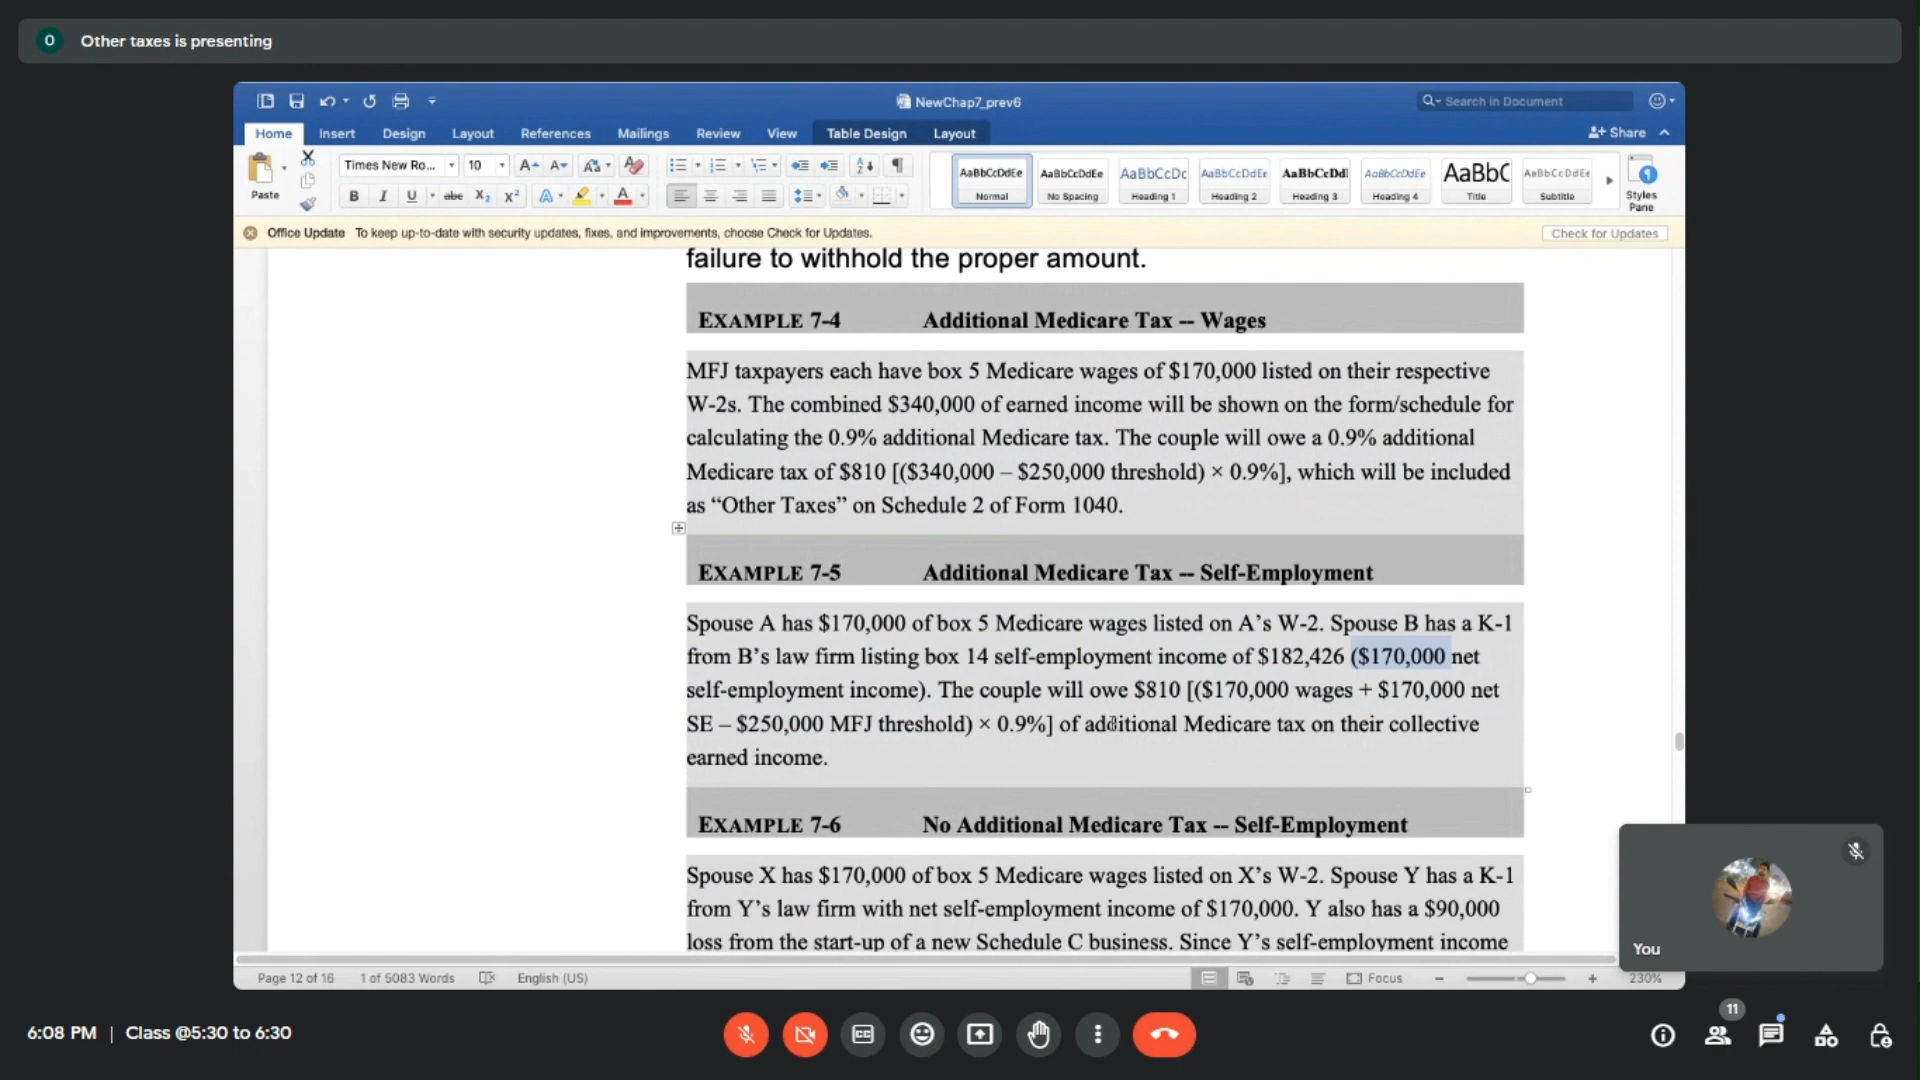 O Other taxes is presenting
NewChap7_prev6
Search in Document
Home Insert Design Layout References Mailings Review View Table Design Layout Share
Paste
Times New Ro... 10
B I U abc X₂ X² A A
AaBbCcDdEe AaBbCcDdEe AaBbCcDc AaBbCcDdEe AaBbCcDdI AaBbCcDdEe AaBbC AaBbCcDdEe
Normal No Spacing Heading 1 Heading 2 Heading 3 Heading 4 Title Subtitle
Styles
Pane
Office Update To keep up-to-date with security updates, fixes, and improvements, choose Check for Updates. Check for Updates
failure to withhold the proper amount.
EXAMPLE 7-4 Additional Medicare Tax -- Wages
MFJ taxpayers each have box 5 Medicare wages of $170,000 listed on their respective
W-2s. The combined $340,000 of earned income will be shown on the form/schedule for
calculating the 0.9% additional Medicare tax. The couple will owe a 0.9% additional
Medicare tax of $810 [($340,000 – $250,000 threshold) × 0.9%], which will be included
as “Other Taxes” on Schedule 2 of Form 1040.
EXAMPLE 7-5 Additional Medicare Tax -- Self-Employment
Spouse A has $170,000 of box 5 Medicare wages listed on A’s W-2. Spouse B has a K-1
from B’s law firm listing box 14 self-employment income of $182,426 ($170,000 net
self-employment income). The couple will owe $810 [($170,000 wages + $170,000 net
SE – $250,000 MFJ threshold) × 0.9%] of additional Medicare tax on their collective
earned income.
EXAMPLE 7-6 No Additional Medicare Tax -- Self-Employment
Spouse X has $170,000 of box 5 Medicare wages listed on X’s W-2. Spouse Y has a K-1
from Y’s law firm with net self-employment income of $170,000. Y also has a $90,000
loss from the start-up of a new Schedule C business. Since Y’s self-employment income
You
Page 12 of 16 1 of 5083 Words English (US) Focus 230%
11
6:08 PM | Class @5:30 to 6:30